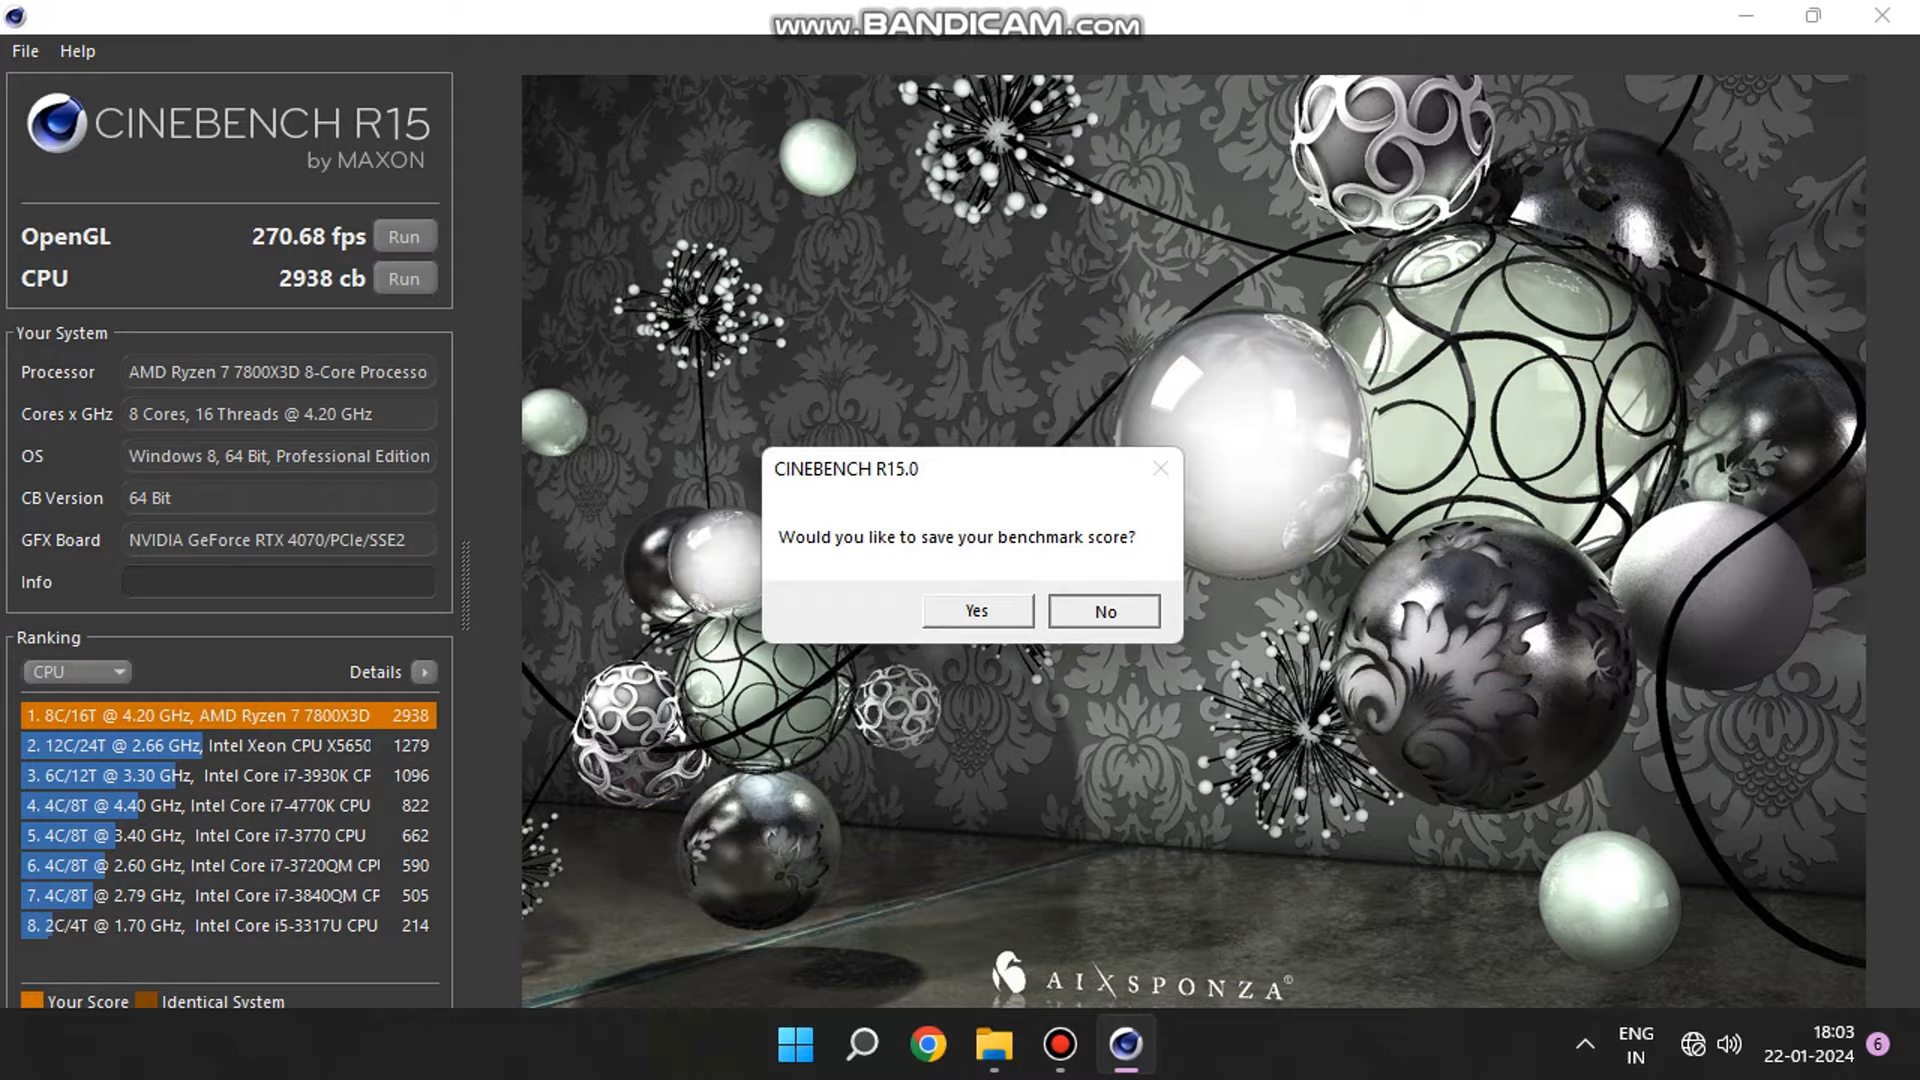 www.BANDICAM.com
File Help
CINEBENCH R15
by MAXON
OpenGL 270.68 fps Run
CPU 2938 cb Run
Your System
Processor AMD Ryzen 7 7800X3D 8-Core Processo
Cores x GHz 8 Cores, 16 Threads @ 4.20 GHz
OS Windows 8, 64 Bit, Professional Edition
CB Version 64 Bit
GFX Board NVIDIA GeForce RTX 4070/PCIe/SSE2
Info
Ranking
CPU Details
1. 8C/16T @ 4.20 GHz, AMD Ryzen 7 7800X3D 2938
2. 12C/24T @ 2.66 GHz, Intel Xeon CPU X5650 1279
3. 6C/12T @ 3.30 GHz, Intel Core i7-3930K CP 1096
4. 4C/8T @ 4.40 GHz, Intel Core i7-4770K CPU 822
5. 4C/8T @ 3.40 GHz, Intel Core i7-3770 CPU 662
6. 4C/8T @ 2.60 GHz, Intel Core i7-3720QM CPU 590
7. 4C/8T @ 2.79 GHz, Intel Core i7-3840QM CP 505
8. 2C/4T @ 1.70 GHz, Intel Core i5-3317U CPU 214
Your Score Identical System
CINEBENCH R15.0
Would you like to save your benchmark score?
Yes No
AIXSPONZA®
ENG
IN
18:03
22-01-2024
6